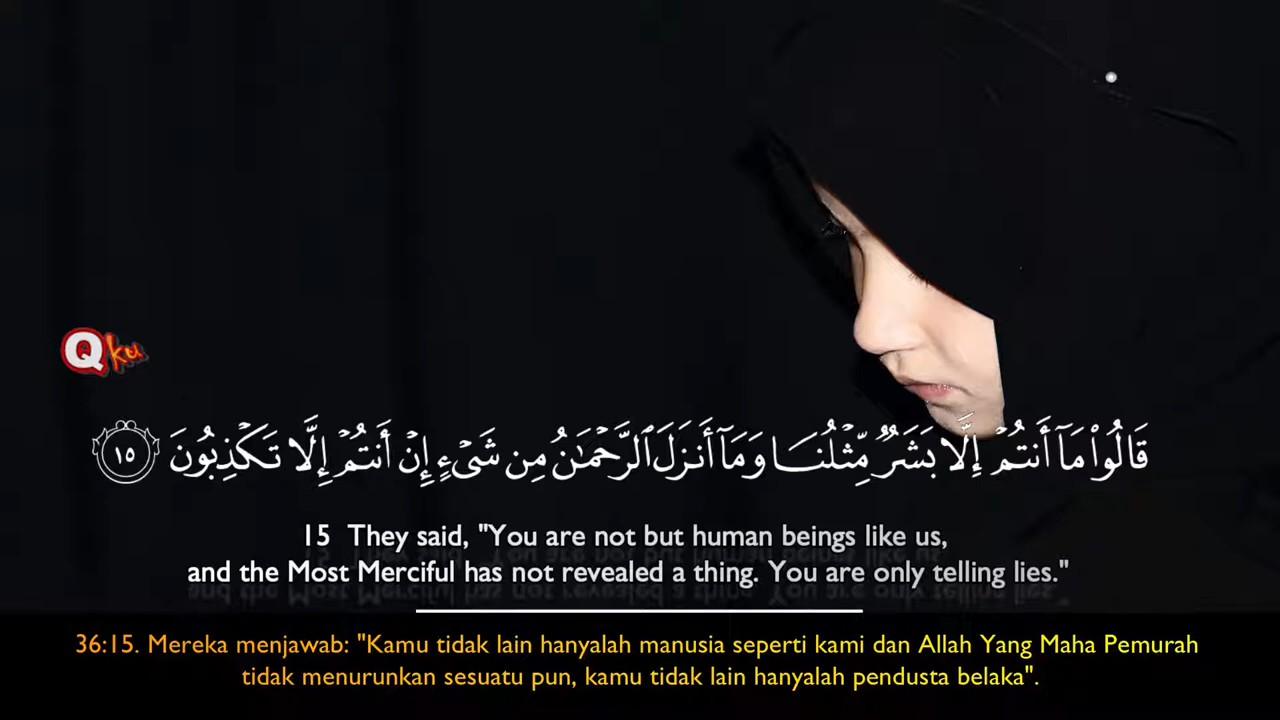 Qku
قَالُوا۟ مَآ أَنتُمْ إِلَّا بَشَرٌ مِّثْلُنَا وَمَآ أَنزَلَ ٱلرَّحْمَـٰنُ مِن شَىْءٍ إِنْ أَنتُمْ إِلَّا تَكْذِبُونَ ١٥
15 They said, "You are not but human beings like us,
and the Most Merciful has not revealed a thing. You are only telling lies."
36:15. Mereka menjawab: "Kamu tidak lain hanyalah manusia seperti kami dan Allah Yang Maha Pemurah
tidak menurunkan sesuatu pun, kamu tidak lain hanyalah pendusta belaka".